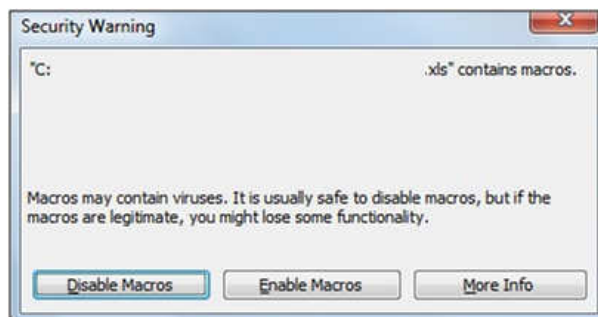 Security Warning
"C: .xls" contains macros.
Macros may contain viruses. It is usually safe to disable macros, but if the
macros are legitimate, you might lose some functionality.
Disable Macros Enable Macros More Info